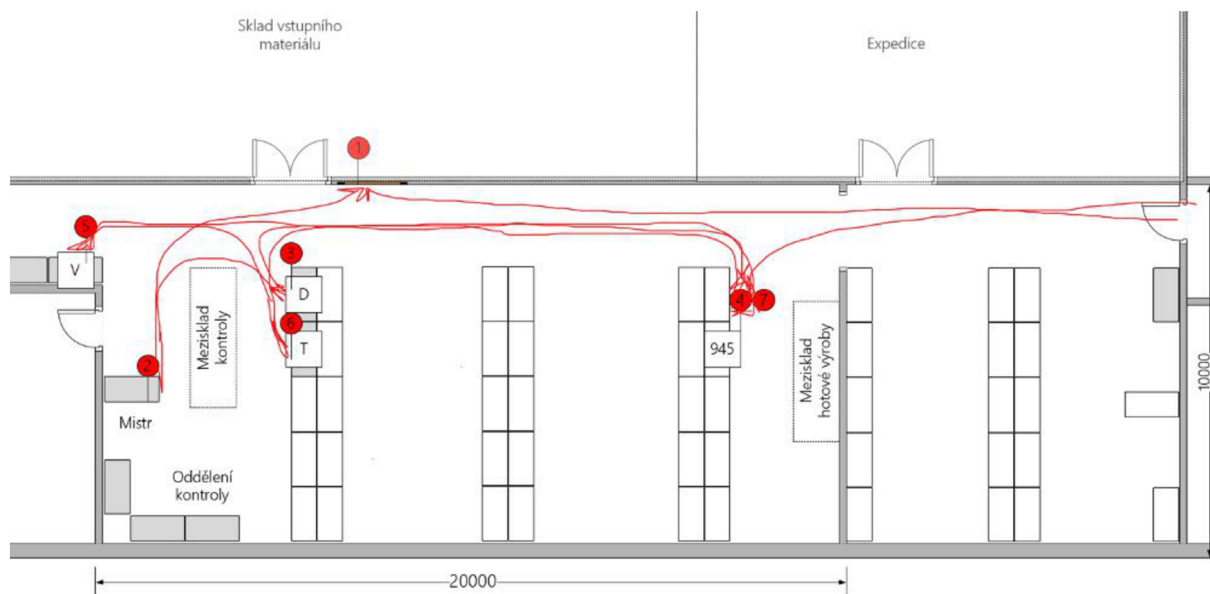 Sklad vstupního
materiálu
Expedice
1
5
V
3
D
6
T
4
7
945
2
Mezisklad
kontroly
Mezisklad
hotové výroby
Mistr
Oddělení
kontroly
10000
20000